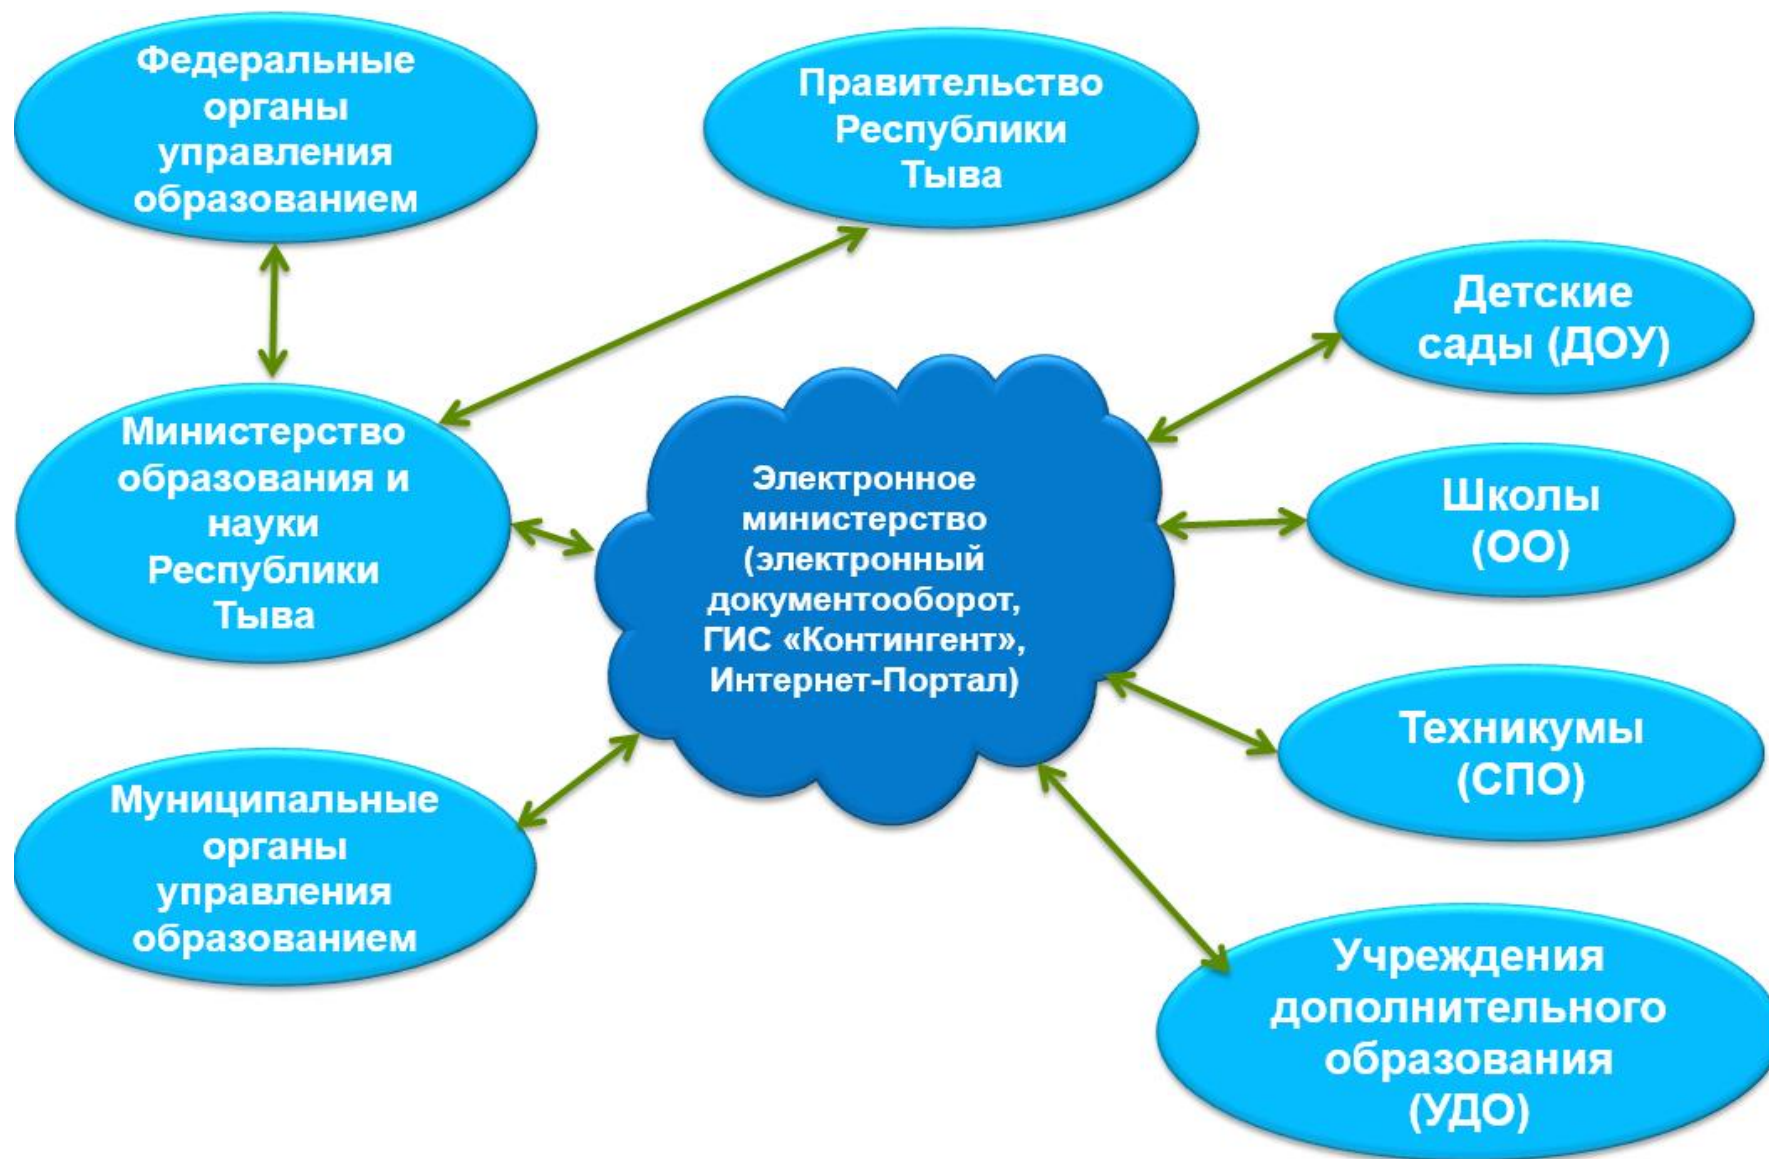 Федеральные
органы
управления
образованием
Правительство
Республики
Тыва
Детские
сады (ДОУ)
Министерство
образования и
науки
Республики
Тыва
Электронное
министерство
(электронный
документооборот,
ГИС «Контингент»,
Интернет-Портал)
Школы
(ОО)
Техникумы
(СПО)
Муниципальные
органы
управления
образованием
Учреждения
дополнительного
образования
(УДО)